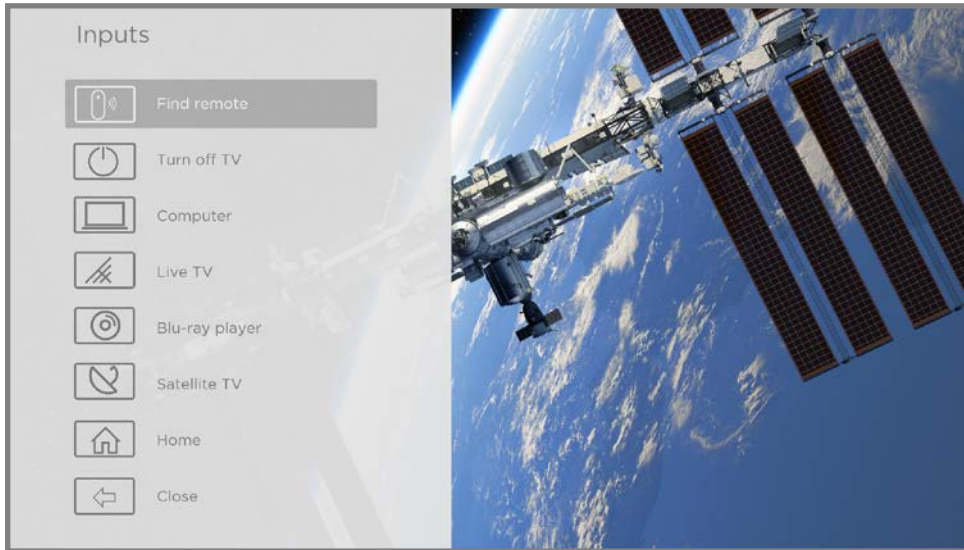 Inputs
Find remote
Turn off TV
Computer
Live TV
Blu-ray player
Satellite TV
Home
Close